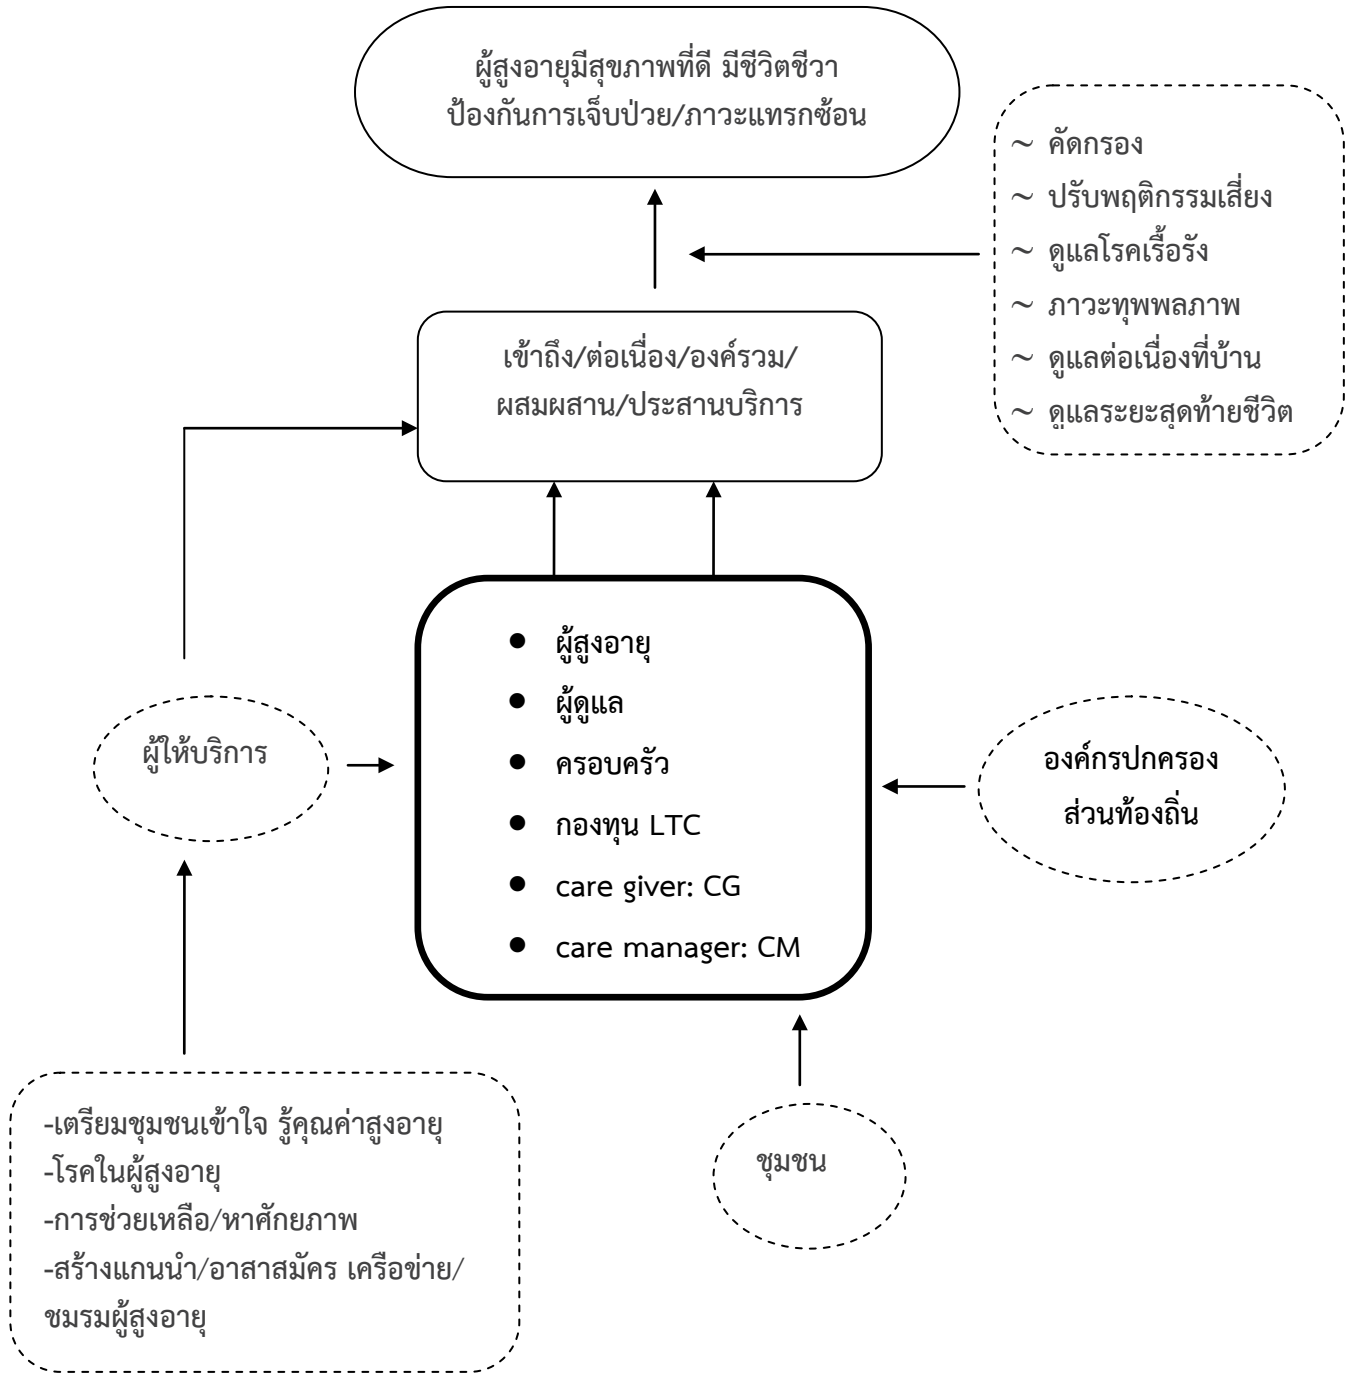 ผู้สูงอายุมีสุขภาพที่ดี มีชีวิตชีวา
ป้องกันการเจ็บป่วย/ภาวะแทรกซ้อน
~ คัดกรอง
~ ปรับพฤติกรรมเสี่ยง
~ ดูแลโรคเรื้อรัง
~ ภาวะทุพพลภาพ
~ ดูแลต่อเนื่องที่บ้าน
~ ดูแลระยะสุดท้ายชีวิต
เข้าถึง/ต่อเนื่อง/องค์รวม/
ผสมผสาน/ประสานบริการ
● ผู้สูงอายุ
● ผู้ดูแล
● ครอบครัว
● กองทุน LTC
● care giver: CG
● care manager: CM
ผู้ให้บริการ
องค์กรปกครอง
ส่วนท้องถิ่น
-เตรียมชุมชนเข้าใจ รู้คุณค่าสูงอายุ
-โรคในผู้สูงอายุ
-การช่วยเหลือ/หาศักยภาพ
-สร้างแกนนำ/อาสาสมัคร เครือข่าย/
ชมรมผู้สูงอายุ
ชุมชน